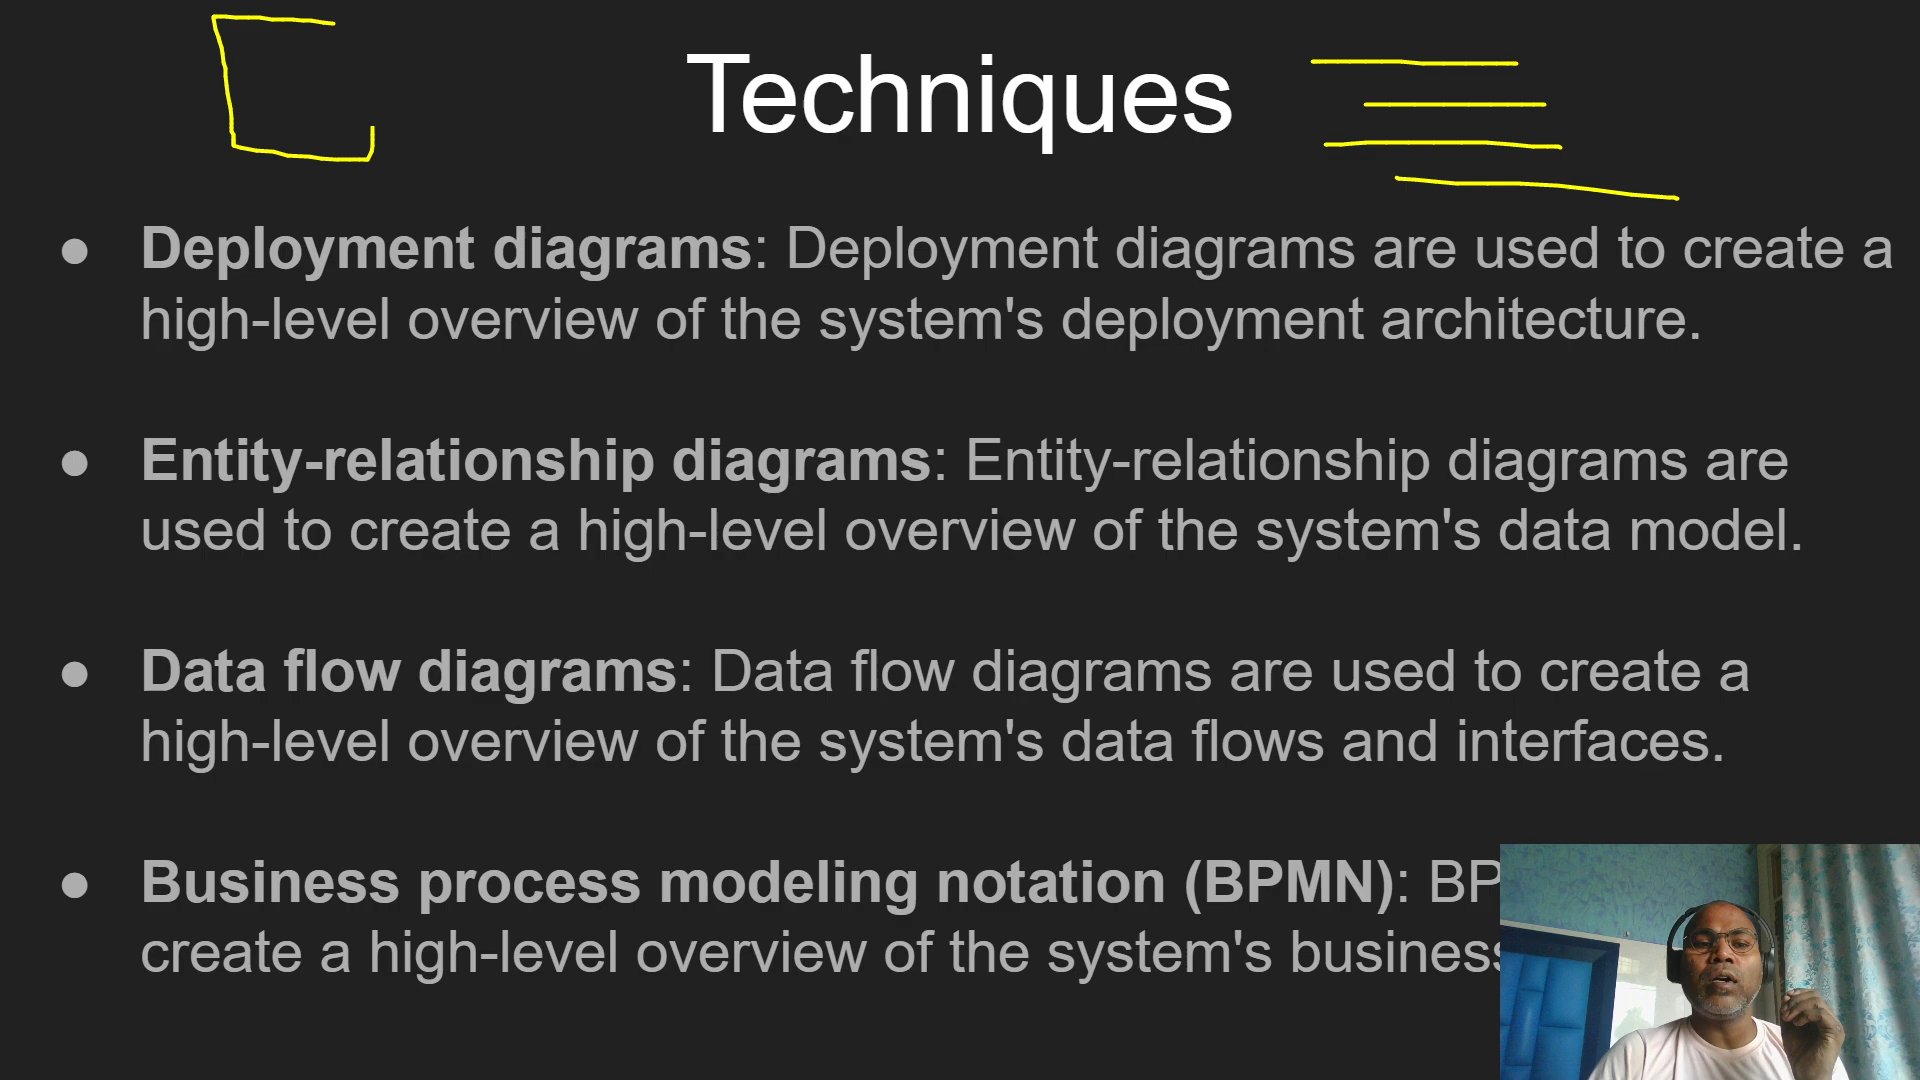 Techniques
● Deployment diagrams: Deployment diagrams are used to create a
high-level overview of the system's deployment architecture.
● Entity-relationship diagrams: Entity-relationship diagrams are
used to create a high-level overview of the system's data model.
● Data flow diagrams: Data flow diagrams are used to create a
high-level overview of the system's data flows and interfaces.
● Business process modeling notation (BPMN):
create a high-level overview of the system's business